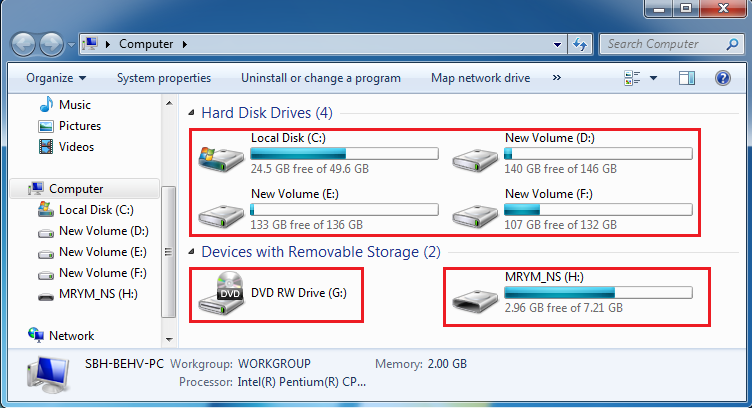 Computer
Search Computer
Organize
System properties
Uninstall or change a program
Map network drive
»
Music
Pictures
Videos
Computer
Local Disk (C:)
New Volume (D:)
New Volume (E:)
New Volume (F:)
MRYM_NS (H:)
Network
Hard Disk Drives (4)
Local Disk (C:)
24.5 GB free of 49.6 GB
New Volume (D:)
140 GB free of 146 GB
New Volume (E:)
133 GB free of 136 GB
New Volume (F:)
107 GB free of 132 GB
Devices with Removable Storage (2)
DVD
DVD RW Drive (G:)
MRYM_NS (H:)
2.96 GB free of 7.21 GB
SBH-BEHV-PC Workgroup: WORKGROUP Memory: 2.00 GB
Processor: Intel(R) Pentium(R) CP...